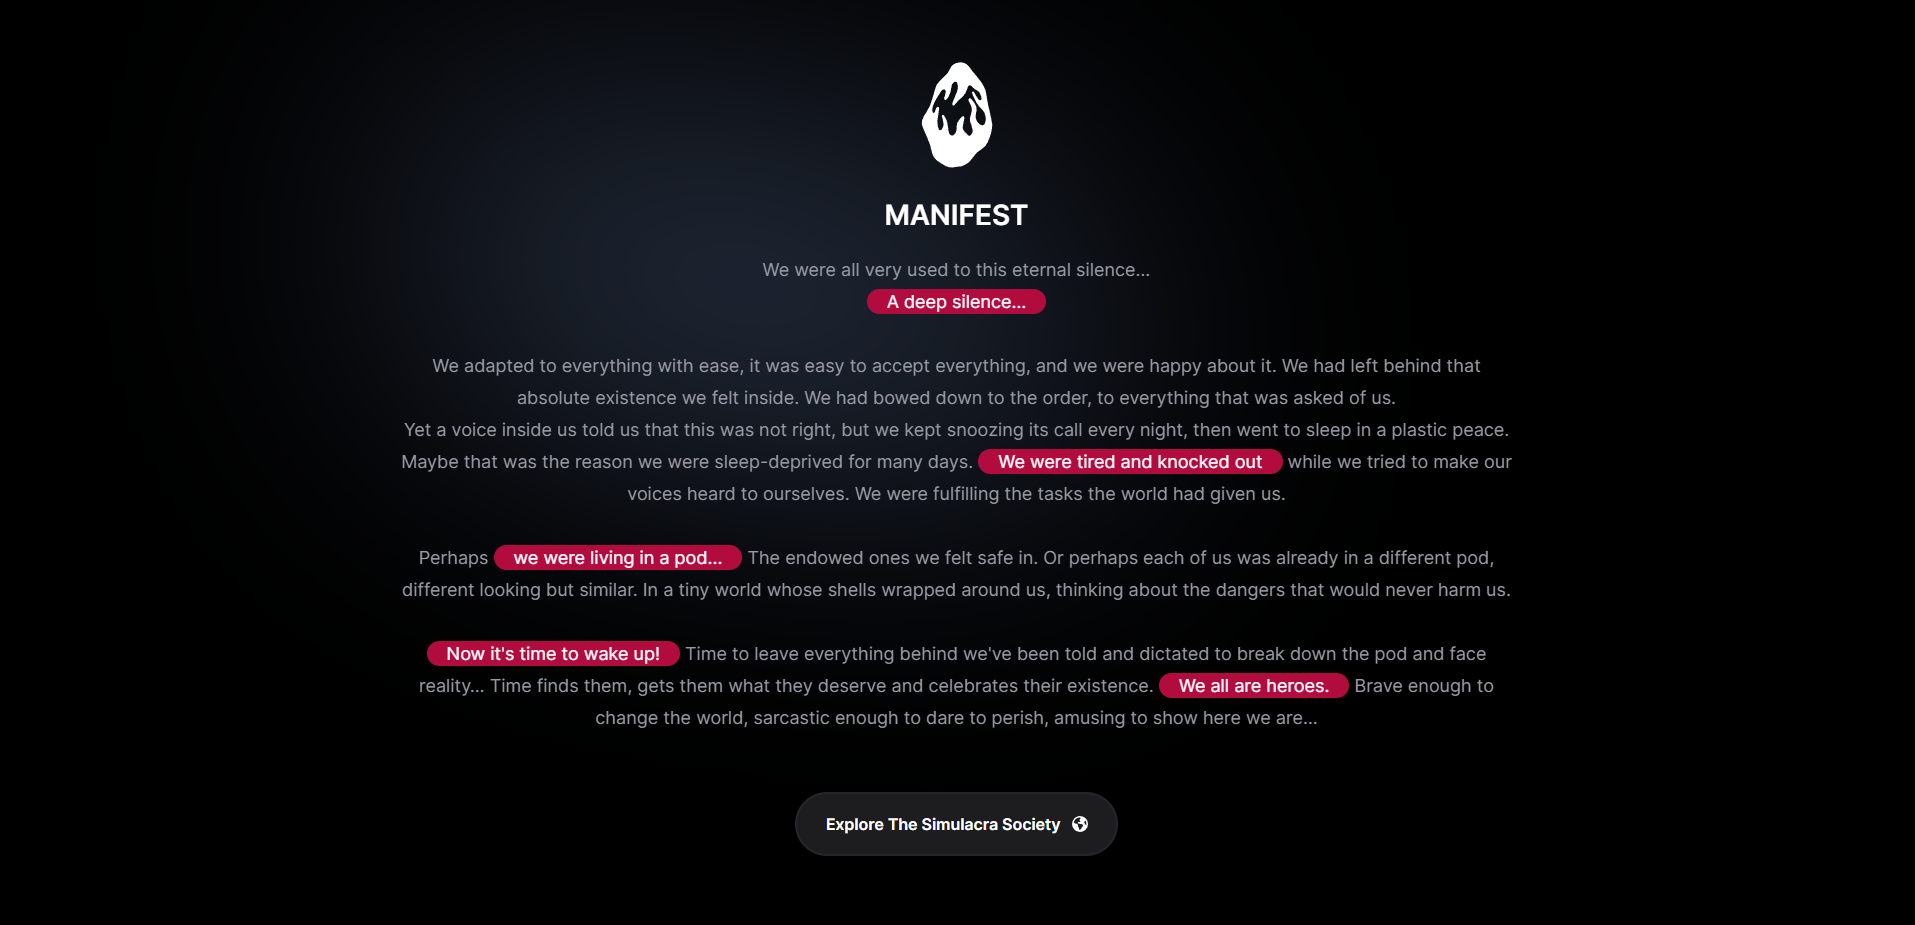 MANIFEST
We were all very used to this eternal silence...
A deep silence...
We adapted to everything with ease, it was easy to accept everything, and we were happy about it. We had left behind that
absolute existence we felt inside. We had bowed down to the order, to everything that was asked of us.
Yet a voice inside us told us that this was not right, but we kept snoozing its call every night, then went to sleep in a plastic peace.
Maybe that was the reason we were sleep-deprived for many days. We were tired and knocked out while we tried to make our
voices heard to ourselves. We were fulfilling the tasks the world had given us.
Perhaps we were living in a pod... The endowed ones we felt safe in. Or perhaps each of us was already in a different pod,
different looking but similar. In a tiny world whose shells wrapped around us, thinking about the dangers that would never harm us.
Now it's time to wake up! Time to leave everything behind we've been told and dictated to break down the pod and face
reality... Time finds them, gets them what they deserve and celebrates their existence. We all are heroes. Brave enough to
change the world, sarcastic enough to dare to perish, amusing to show here we are...
Explore The Simulacra Society